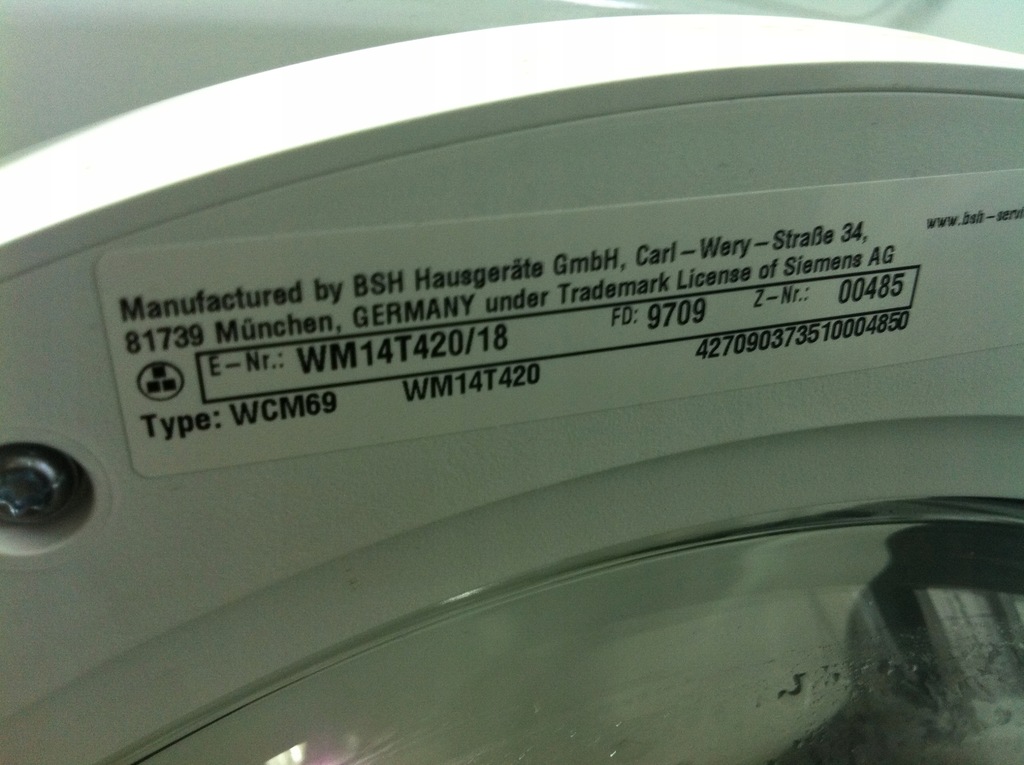 www.bsh-servi
Manufactured by BSH Hausgeräte GmbH, Carl-Wery-Straße 34,
81739 München, GERMANY under Trademark License of Siemens AG
E-Nr.: WM14T420/18 FD: 9709 Z-Nr.: 00485
Type: WCM69 WM14T420 427090373510004850